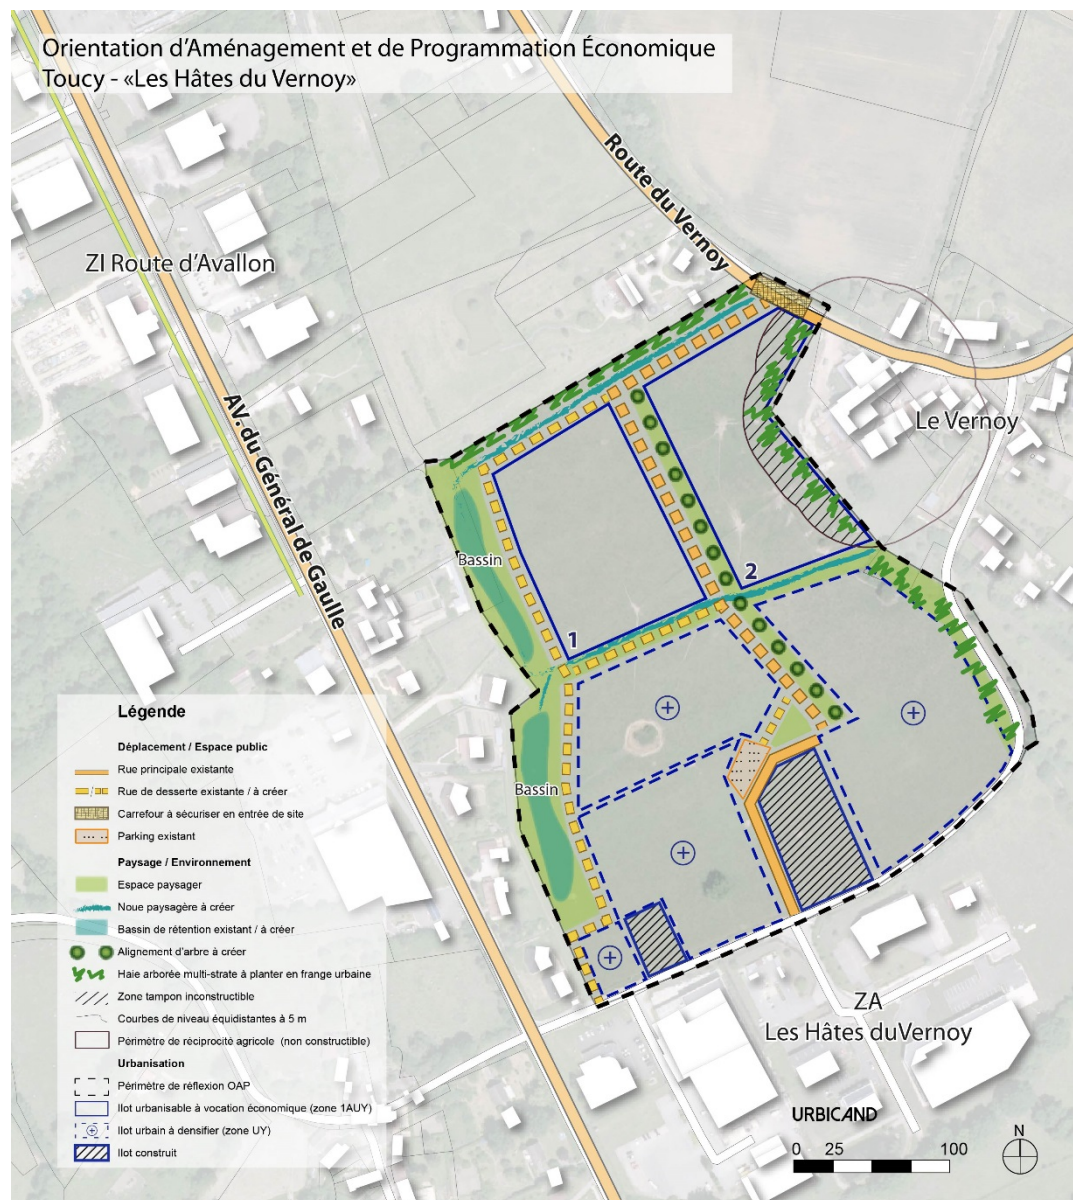 Orientation d'Aménagement et de Programmation Économique
Toucy - «Les Hâtes du Vernoy»
Route du Vernoy
ZI Route d'Avallon
Le Vernoy
AV. du Général de Gaulle
Bassin
2
1
Bassin
Légende
Déplacement / Espace public
Rue principale existante
Rue de desserte existante / à créer
Carrefour à sécuriser en entrée de site
Parking existant
Paysage / Environnement
Espace paysager
Noue paysagère à créer
Bassin de rétention existant / à créer
Alignement d'arbre à créer
Haie arborée multi-strate à planter en frange urbaine
Zone tampon inconstructible
Courbes de niveau équidistantes à 5 m
Périmètre de réciprocité agricole (non constructible)
Urbanisation
Périmètre de réflexion OAP
Ilot urbanisable à vocation économique (zone 1AUY)
Ilot urbain à densifier (zone UY)
Ilot construit
ZA
Les Hâtes duVernoy
URBICAND
0 25 100
N